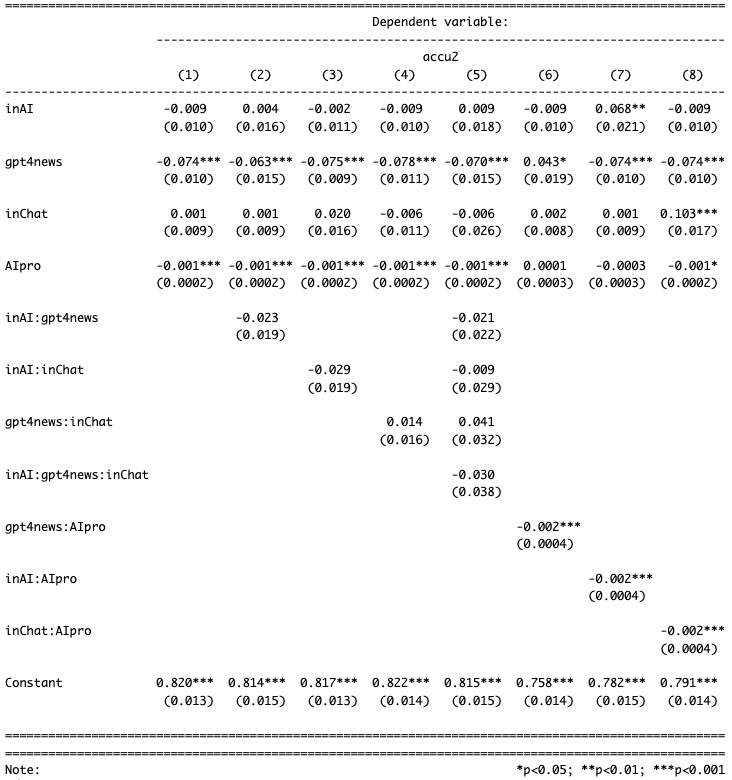 Dependent variable:
accu2
(1) (2) (3) (4) (5) (6) (7) (8)
inAI -0.009 0.004 -0.002 -0.009 0.009 -0.009 0.068** -0.009
(0.010) (0.016) (0.011) (0.010) (0.018) (0.010) (0.021) (0.010)
gpt4news -0.074*** -0.063*** -0.075*** -0.078*** -0.070*** 0.043* -0.074*** -0.074***
(0.010) (0.015) (0.009) (0.011) (0.015) (0.019) (0.010) (0.010)
inChat 0.001 0.001 0.020 -0.006 -0.006 0.002 0.001 0.103***
(0.009) (0.009) (0.016) (0.011) (0.026) (0.008) (0.009) (0.017)
AIpro -0.001*** -0.001*** -0.001*** -0.001*** -0.001*** 0.0001 -0.0003 -0.001*
(0.0002) (0.0002) (0.0002) (0.0002) (0.0002) (0.0003) (0.0003) (0.0002)
inAI:gpt4news -0.023 -0.021
(0.019) (0.022)
inAI:inChat -0.029 -0.009
(0.019) (0.029)
gpt4news:inChat 0.014 0.041
(0.016) (0.032)
inAI:gpt4news:inChat -0.030
(0.038)
gpt4news:AIpro -0.002***
(0.0004)
inAI:AIpro -0.002***
(0.0004)
inChat:AIpro -0.002***
(0.0004)
Constant 0.820*** 0.814*** 0.817*** 0.822*** 0.815*** 0.758*** 0.782*** 0.791***
(0.013) (0.015) (0.013) (0.014) (0.015) (0.014) (0.015) (0.014)
Note: *p<0.05; **p<0.01; ***p<0.001